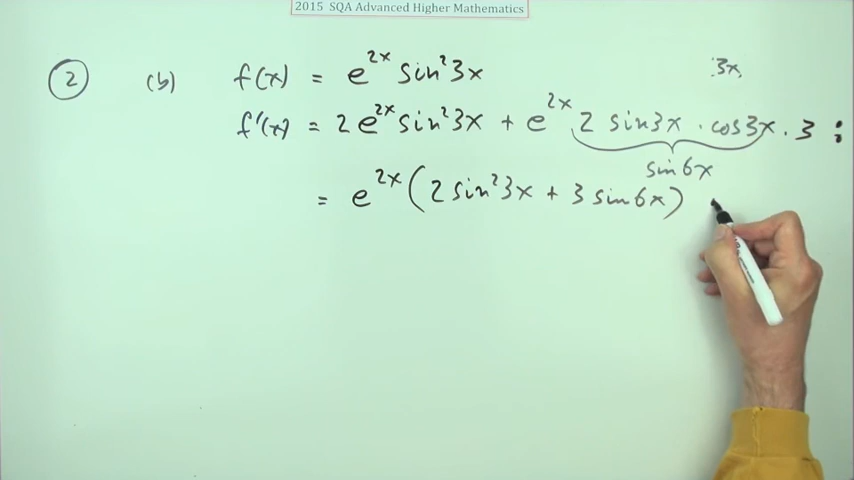 2015 SQA Advanced Higher Mathematics
2 (b) f(x) = e^{2x} sin²3x
3x,
f'(x) = 2e^{2x} sin²3x + e^{2x} 2 sin3x · cos3x . 3 :
sin6x
= e^{2x} (2 sin²3x + 3 sin6x)